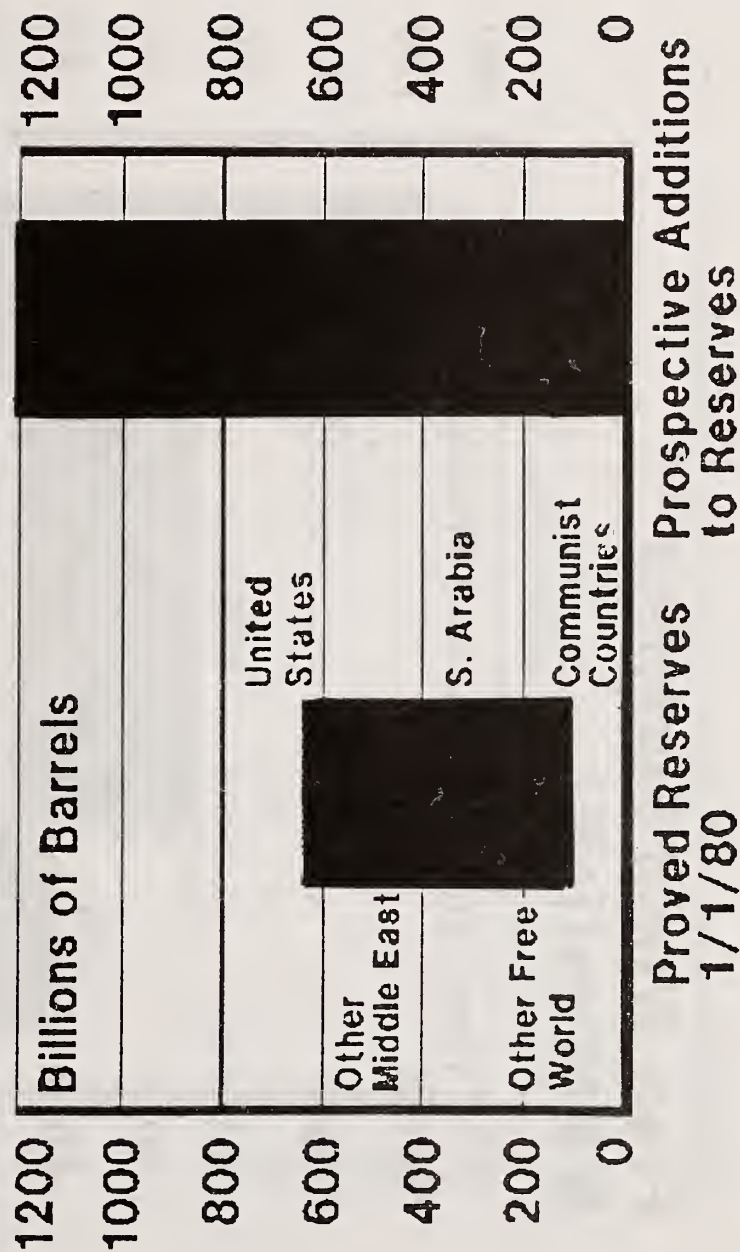 Billions of Barrels
1200
1000
800
600
400
200
0
1200
1000
800
600
400
200
0
United
States
Other
Middle East
S. Arabia
Other Free
World
Communist
Countries
Proved Reserves
1/1/80
Prospective Additions
to Reserves